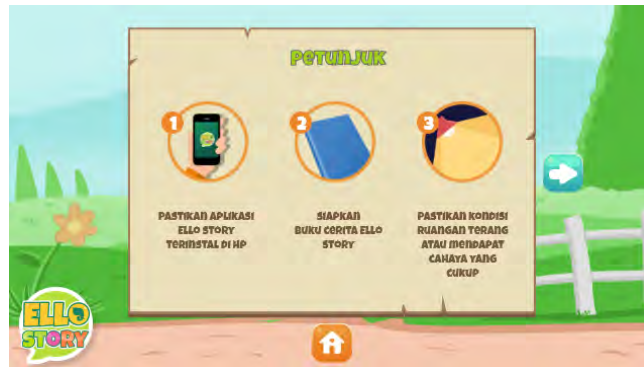 PETUNJUK
1
2
3
PASTIKAN APLIKASI
ELLO STORY
TERINSTAL DI HP
SIAPKAN
BUKU CERITA ELLO
STORY
PASTIKAN KONDISI
RUANGAN TERANG
ATAU MENDAPAT
CAHAYA YANG
CUKUP
ELLO
STORY